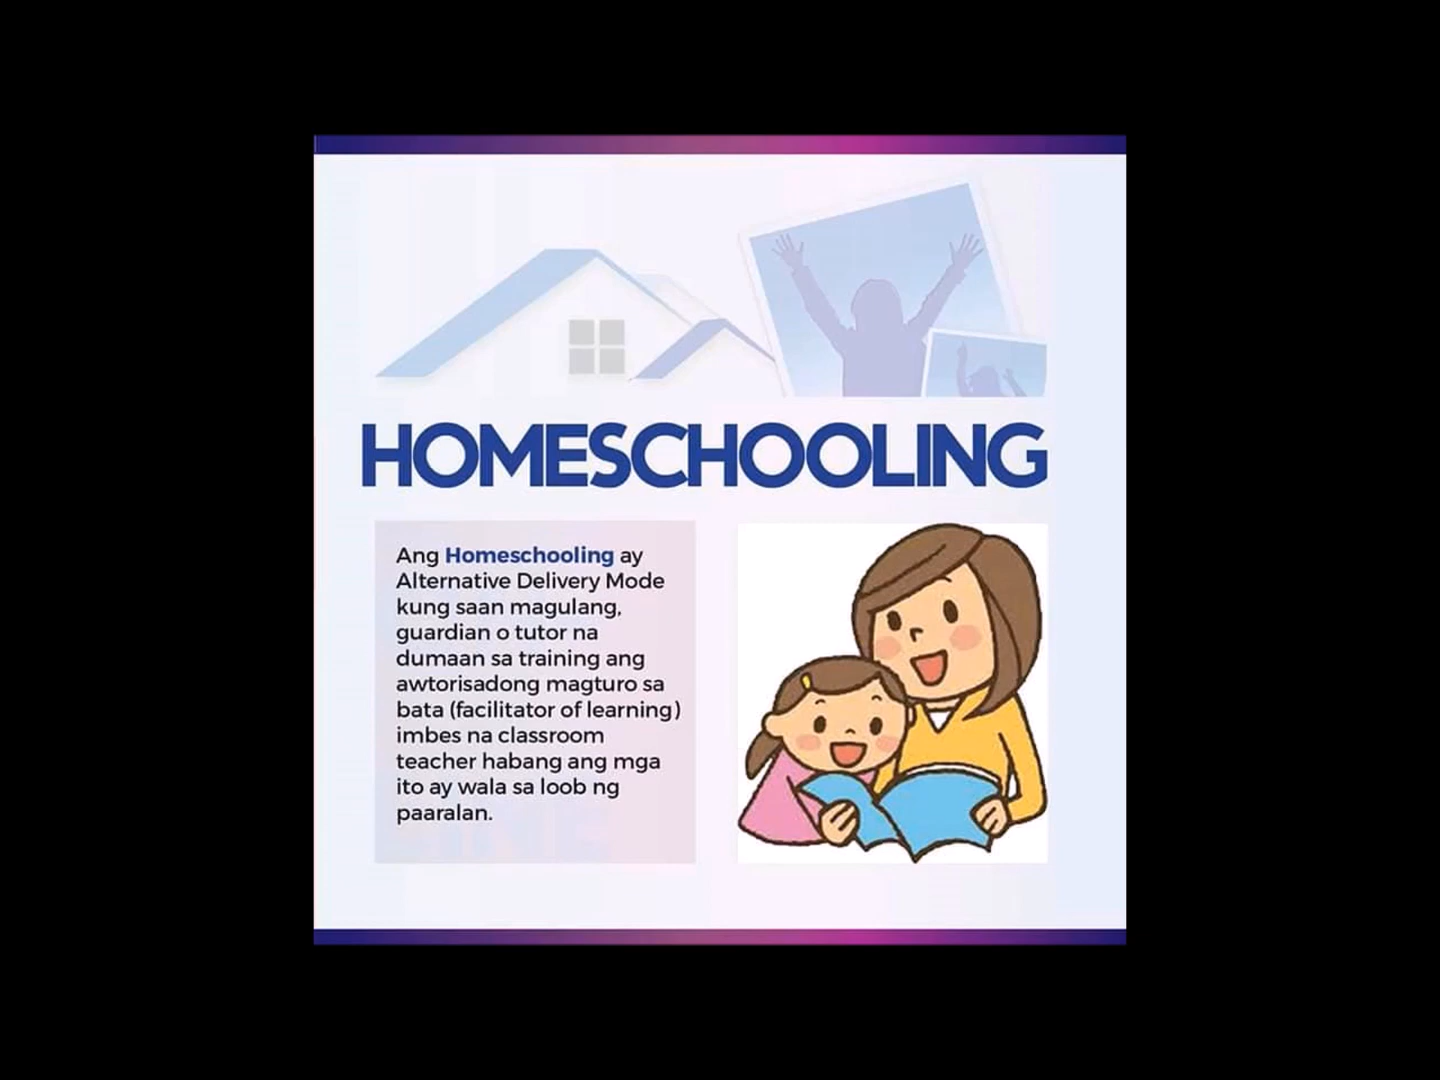 HOMESCHOOLING
Ang Homeschooling ay
Alternative Delivery Mode
kung saan magulang,
guardian o tutor na
dumaan sa training ang
awtorisadong magturo sa
bata (facilitator of learning)
imbes na classroom
teacher habang ang mga
ito ay wala sa loob ng
paaralan.